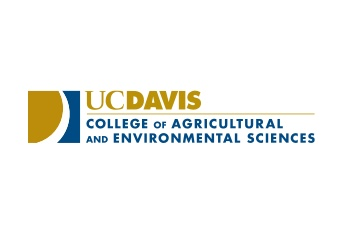 UCDAVIS
COLLEGE OF AGRICULTURAL
AND ENVIRONMENTAL SCIENCES